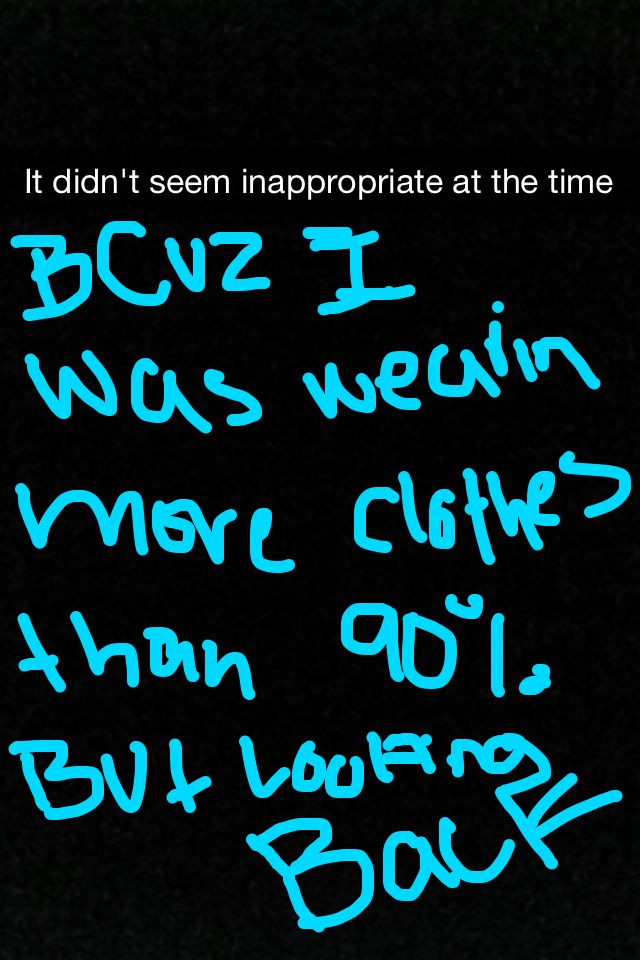 It didn't seem inappropriate at the time
BCUZ I
was wearin
more clothes
than 90%.
BUt Looking
Back